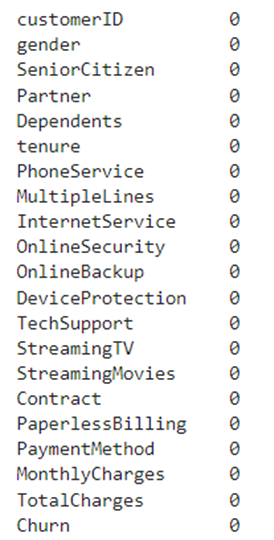 customerID 0
gender 0
SeniorCitizen 0
Partner 0
Dependents 0
tenure 0
PhoneService 0
MultipleLines 0
InternetService 0
OnlineSecurity 0
OnlineBackup 0
DeviceProtection 0
TechSupport 0
StreamingTV 0
StreamingMovies 0
Contract 0
PaperlessBilling 0
PaymentMethod 0
MonthlyCharges 0
TotalCharges 0
Churn 0